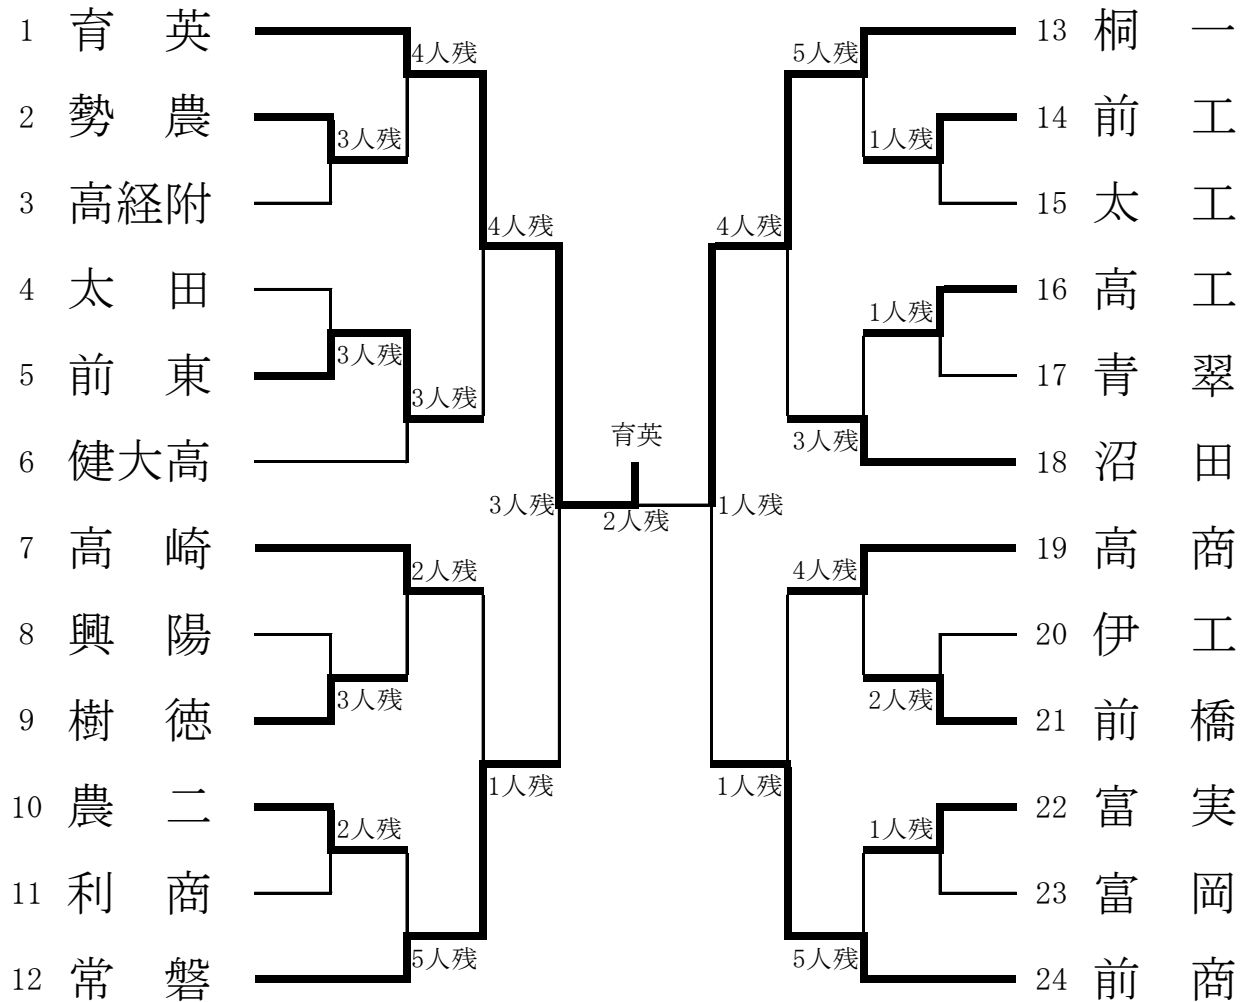 1 育 英
2 勢 農
3 高経附
4 太 田
5 前 東
6 健大高
7 高 崎
8 興 陽
9 樹 徳
10 農 二
11 利 商
12 常 磐
4人残
3人残
4人残
3人残
3人残
3人残
2人残
3人残
1人残
2人残
5人残
育英
2人残
5人残
1人残
4人残
1人残
3人残
1人残
4人残
2人残
1人残
1人残
5人残
13 桐 一
14 前 工
15 太 工
16 高 工
17 青 翠
18 沼 田
19 高 商
20 伊 工
21 前 橋
22 富 実
23 富 岡
24 前 商